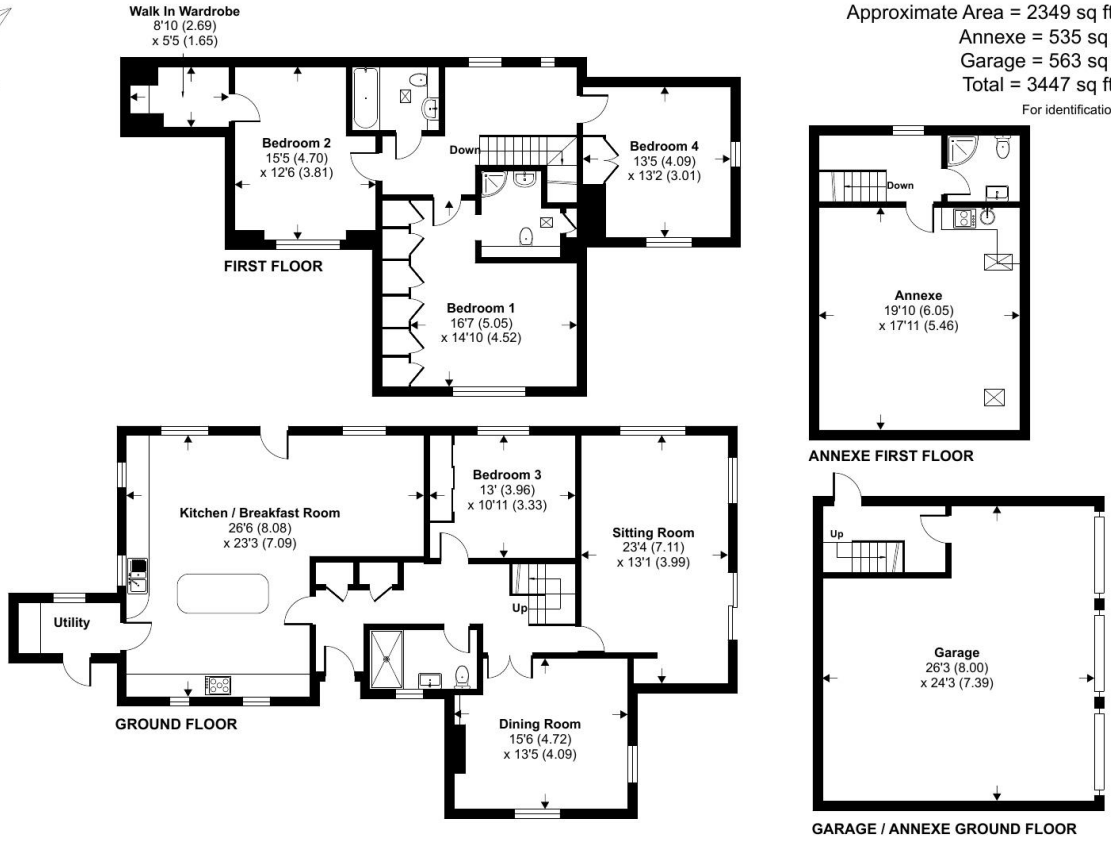 Walk In Wardrobe
8'10 (2.69)
x 5'5 (1.65)
Approximate Area = 2349 sq ft
Annexe = 535 sq
Garage = 563 sq
Total = 3447 sq ft
For identificatio
Bedroom 2
15'5 (4.70)
x 12'6 (3.81)
Down
Bedroom 4
13'5 (4.09)
x 13'2 (3.01)
FIRST FLOOR
Bedroom 1
16'7 (5.05)
x 14'10 (4.52)
Down
Annexe
19'10 (6.05)
x 17'11 (5.46)
ANNEXE FIRST FLOOR
Kitchen / Breakfast Room
26'6 (8.08)
x 23'3 (7.09)
Bedroom 3
13' (3.96)
x 10'11 (3.33)
Sitting Room
23'4 (7.11)
x 13'1 (3.99)
Utility
Up
Dining Room
15'6 (4.72)
x 13'5 (4.09)
GROUND FLOOR
Up
Garage
26'3 (8.00)
x 24'3 (7.39)
GARAGE / ANNEXE GROUND FLOOR